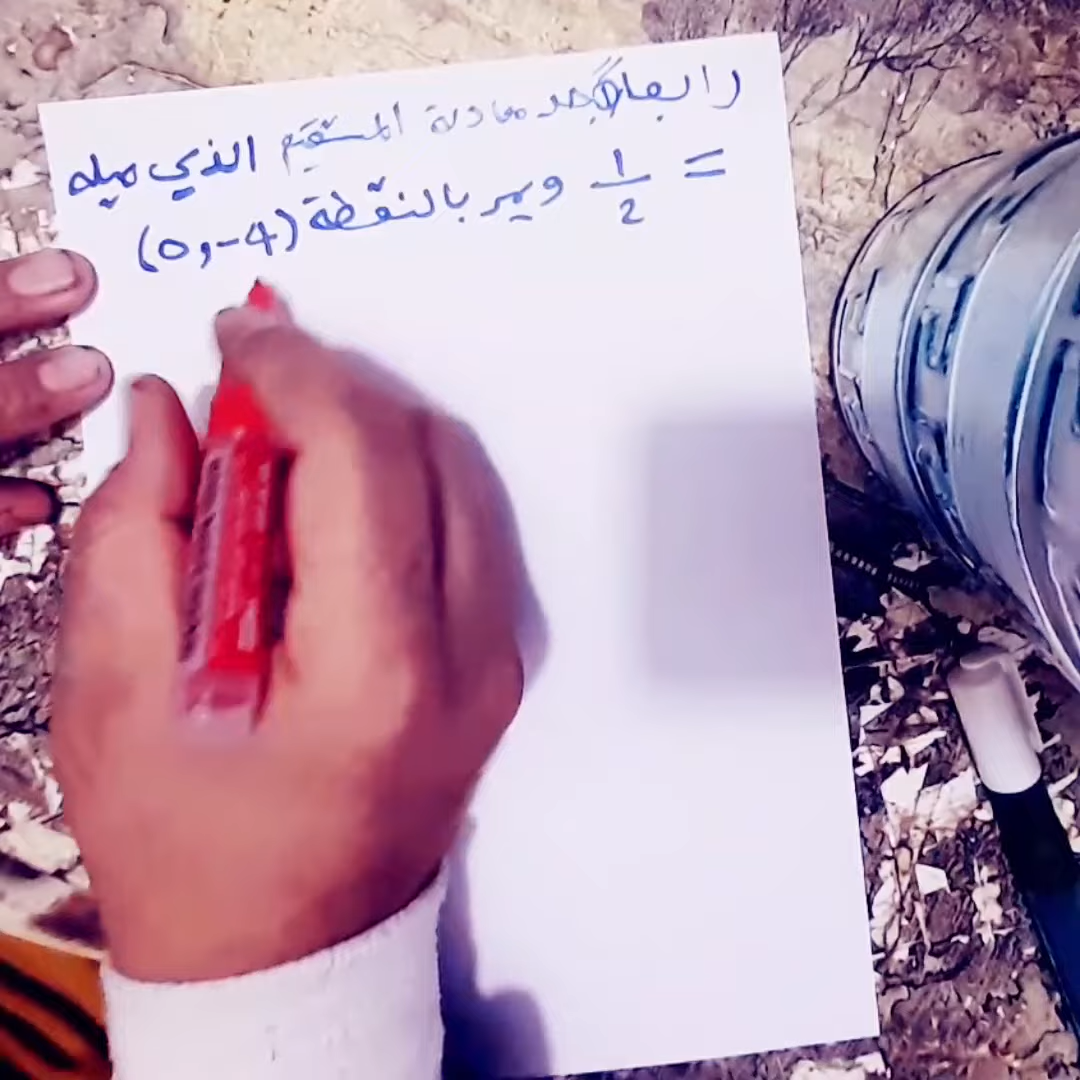 رابعا) جد معادلة المستقيم الذي ميله
= 1/2 ويمر بالنقطة (0,-4)